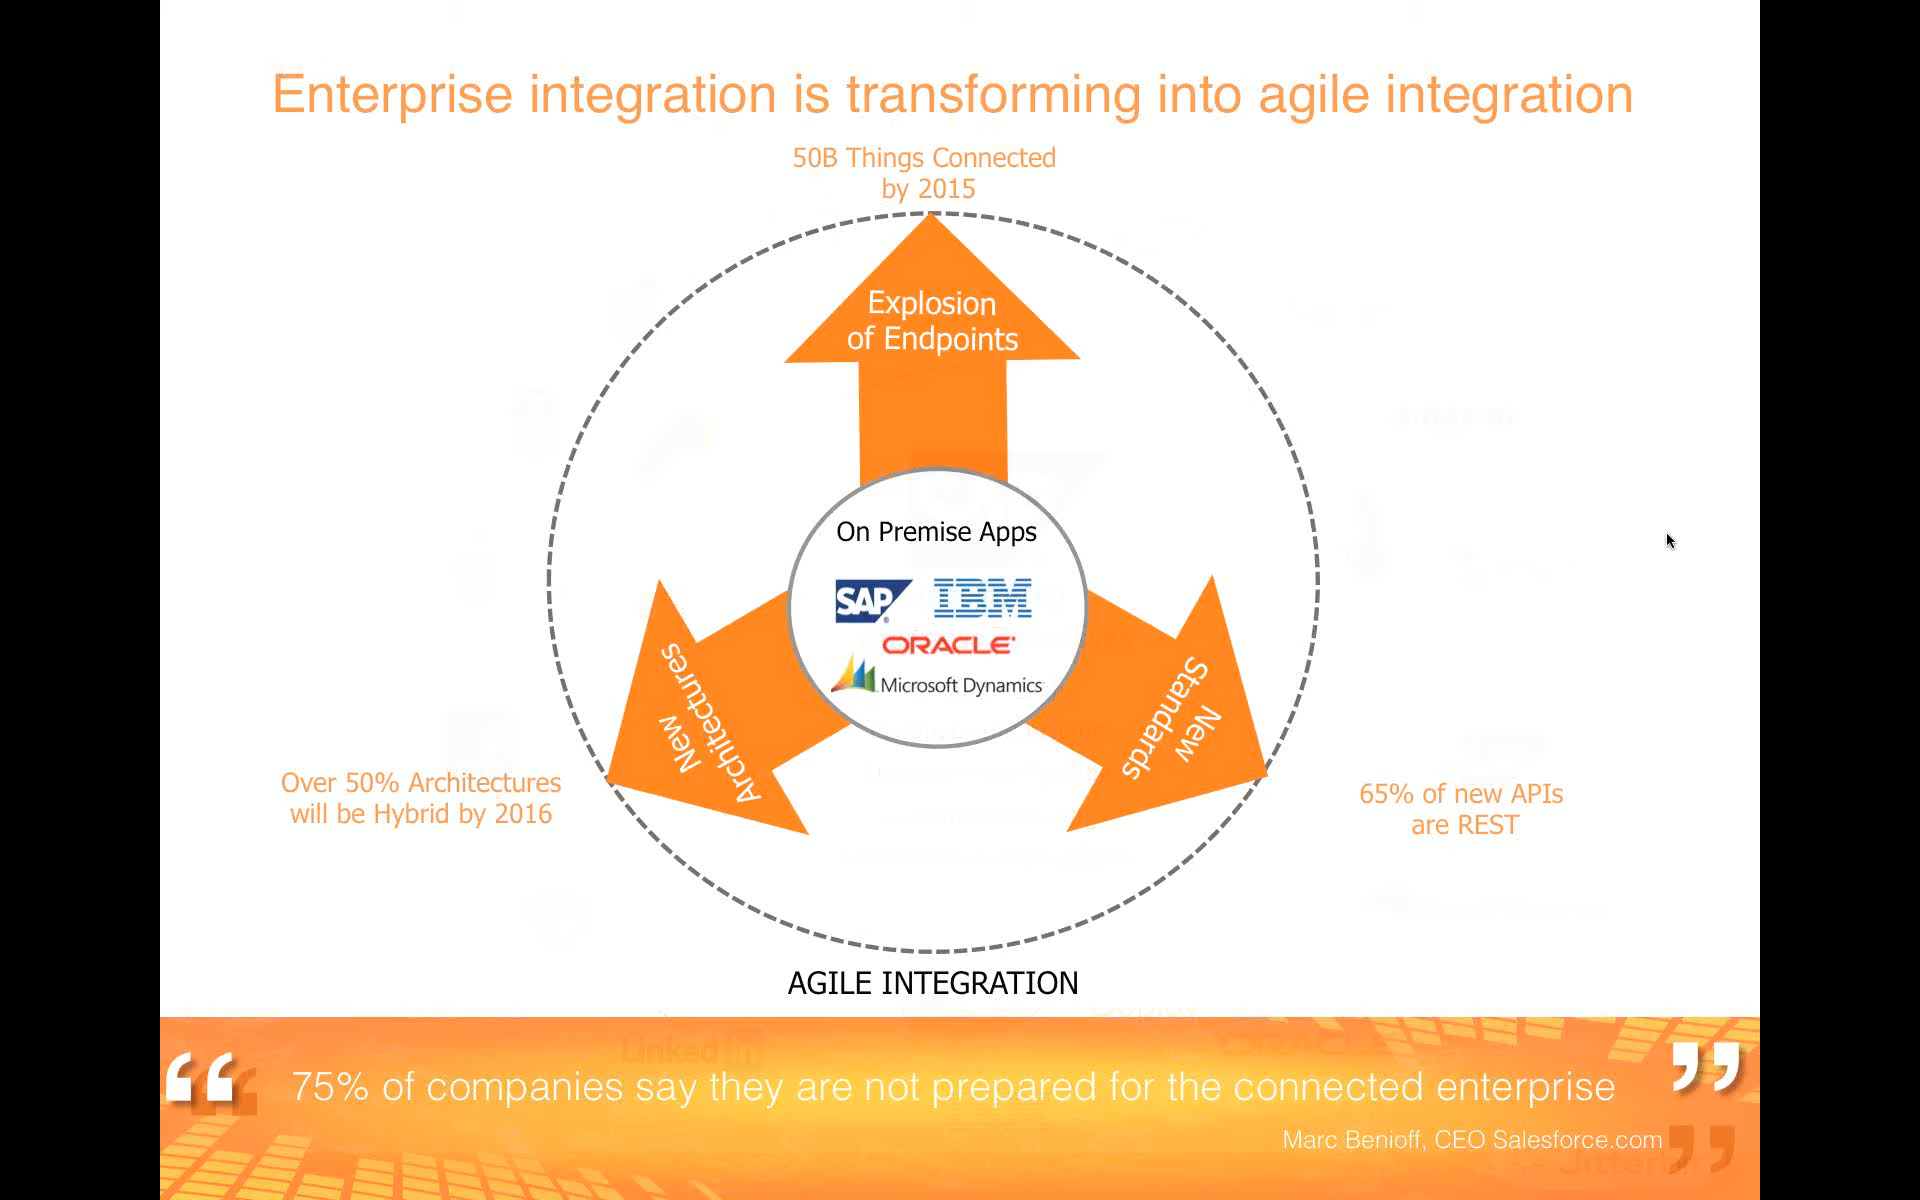 Enterprise integration is transforming into agile integration
50B Things Connected
by 2015
Explosion
of Endpoints
On Premise Apps
SAP
IBM
ORACLE
Microsoft Dynamics
New
Architectures
New
Standards
Over 50% Architectures
will be Hybrid by 2016
65% of new APIs
are REST
AGILE INTEGRATION
LinkedIn
ORACLE
“ 75% of companies say they are not prepared for the connected enterprise ”
Marc Benioff, CEO Salesforce.com